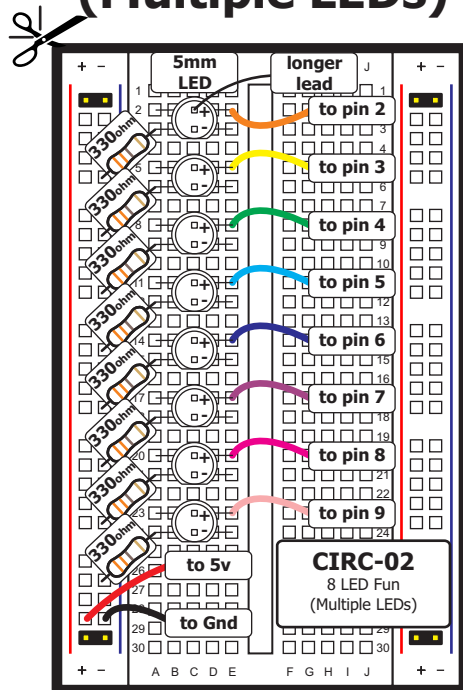 (Multiple LEDs)
+ -
5mm
LED
longer
lead
J
+ -
1
1
2
to pin 2
3
330ohm
+
-
4
5
to pin 3
6
330ohm
+
-
7
8
to pin 4
9
330ohm
+
-
10
11
to pin 5
12
330ohm
+
-
13
14
to pin 6
15
330ohm
+
-
16
17
to pin 7
18
330ohm
+
-
19
20
to pin 8
21
330ohm
+
-
22
23
to pin 9
24
330ohm
+
-
CIRC-02
8 LED Fun
(Multiple LEDs)
to 5v
26
to Gnd
29
29
30
30
+ -
A B C D E
F G H I J
+ -